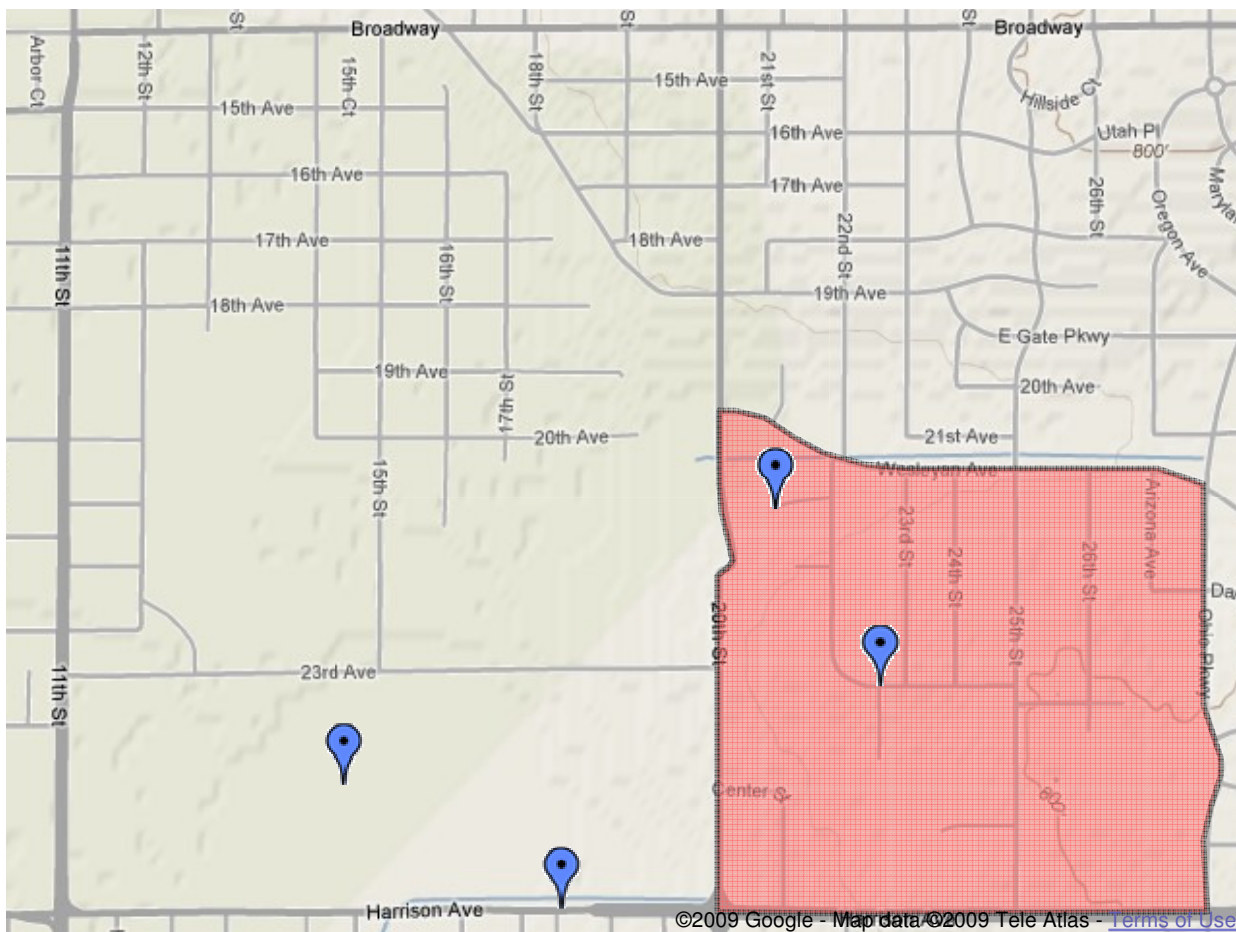 St
St
St
Broadway
Broadway
Arbor Ct
12th St
15th Ct
18th St
21st St
15th Ave
15th Ave
Hillside Ct
16th Ave
Utah Pl
800'
16th Ave
17th Ave
26th St
Oregon Ave
11th St
17th Ave
16th St
18th Ave
22nd St
18th Ave
19th Ave
E Gate Pkwy
19th Ave
17th St
20th Ave
20th Ave
21st Ave
15th St
Wesleyan Ave
23rd St
24th St
26th St
Arizona Ave
20th St
25th St
Ohio Pkwy
11th St
23rd Ave
Center St
800'
Harrison Ave
Harrison Ave
©2009 Google - Map data ©2009 Tele Atlas - Terms of Use